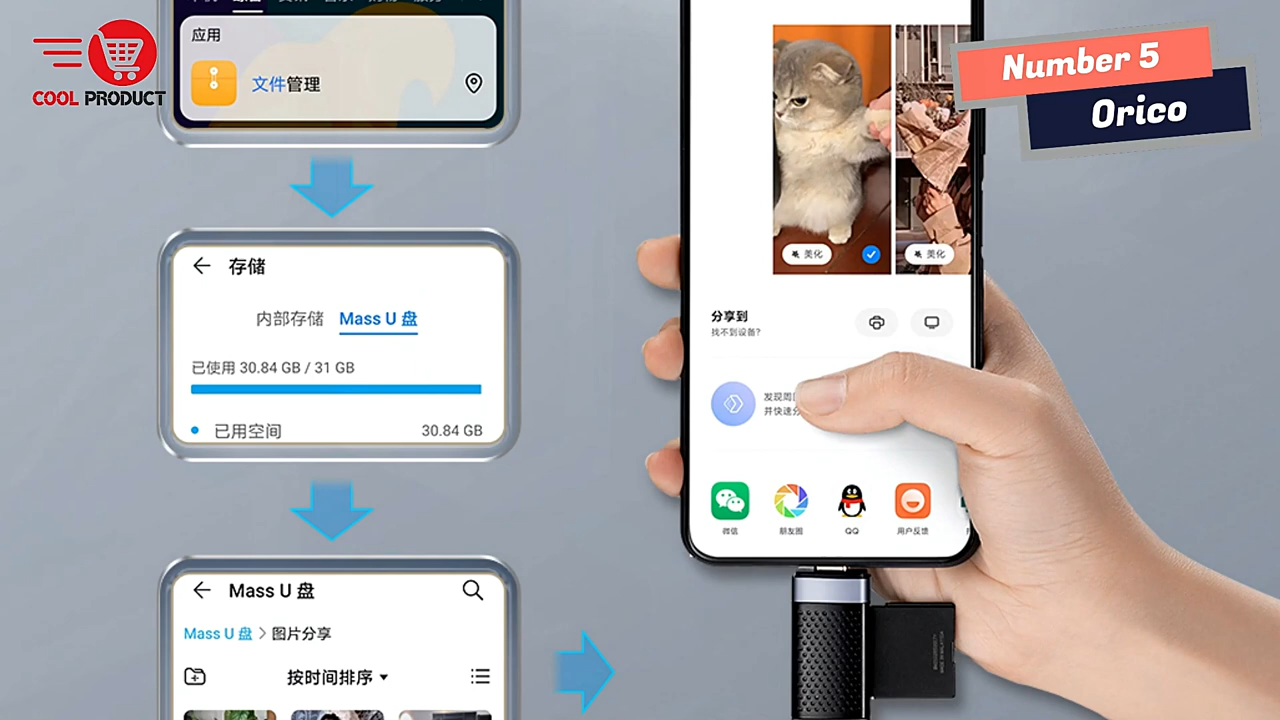 COOL PRODUCT
应用
文件管理
存储
内部存储 Mass U 盘
已使用 30.84 GB / 31 GB
已用空间 30.84 GB
Mass U 盘
Mass U 盘 > 图片分享
按时间排序
Number 5
Orico
美化
美化
分享到
找不到设备?
发现周
并快速分
微信
朋友圈
QQ
用户反馈